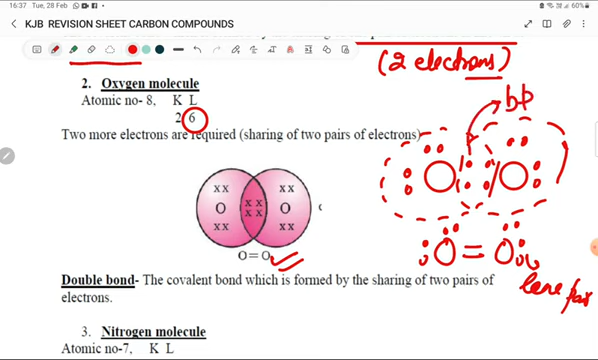 16:37 Tue, 28 Feb
60%
KJB REVISION SHEET CARBON COMPOUNDS
(2 electrons)
2. Oxygen molecule
Atomic no- 8, K L
2 6
Two more electrons are required (sharing of two pairs of electrons)
bp
xx xx
O xx O
xx
xx xx
O=O
O O
O = O
lone pair
Double bond- The covalent bond which is formed by the sharing of two pairs of
electrons.
3. Nitrogen molecule
Atomic no-7, K L